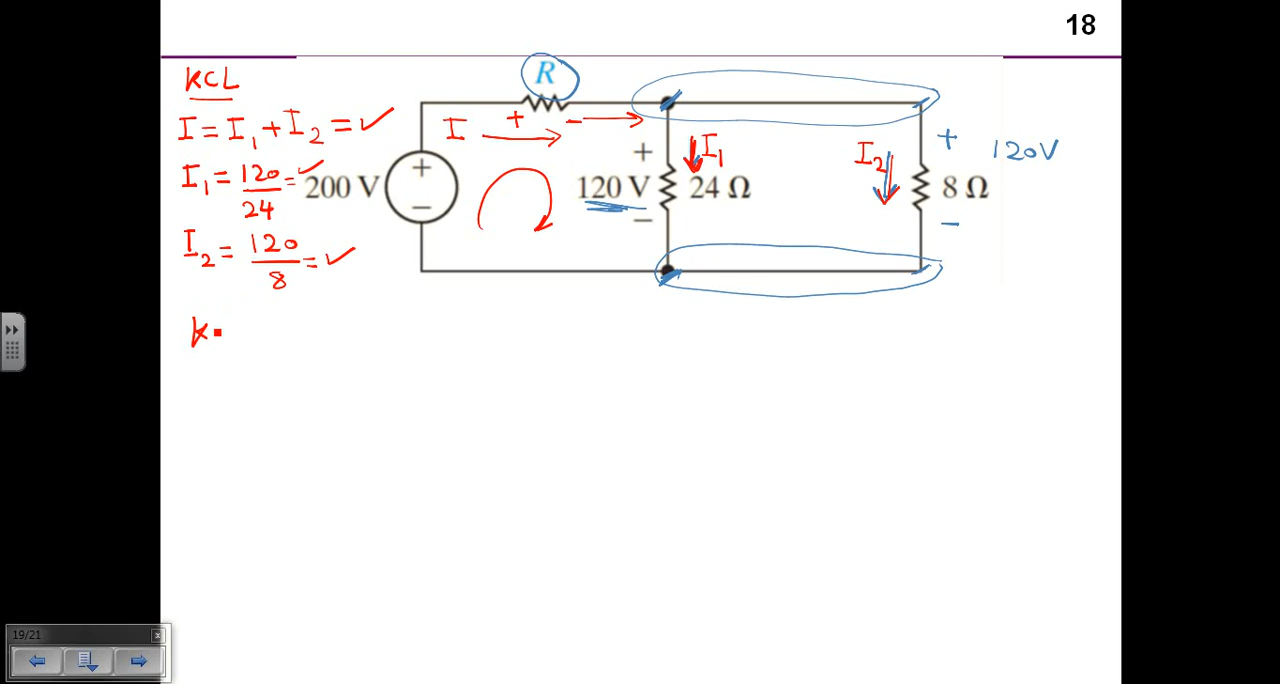 18
KCL
I = I1 + I2 = ✓
I1 = 120/24 = ✓
I2 = 120/8 = ✓
K
R
I
+ -
200 V
+
−
+
120 V
−
I1
24 Ω
I2
8 Ω
+
120V
-
19/21
x